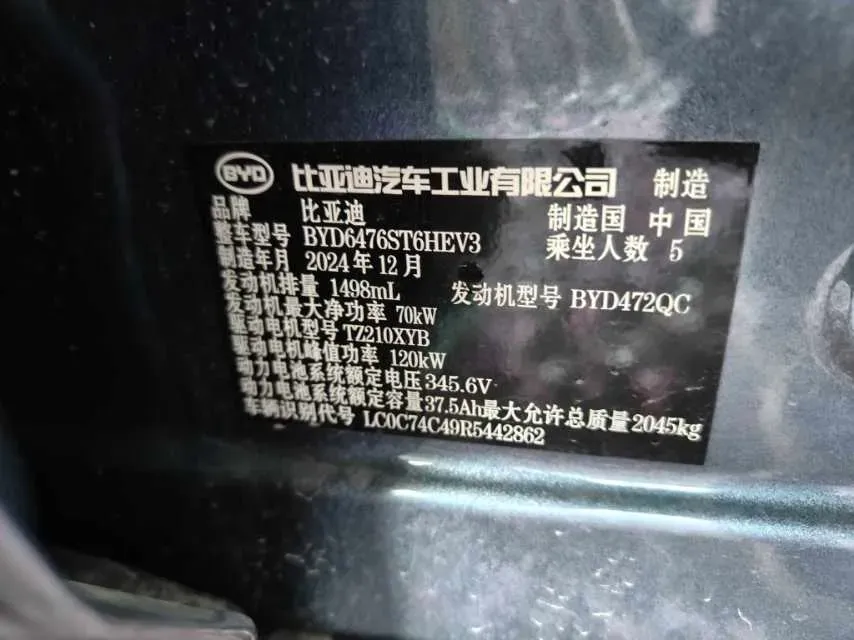 BYD 比亚迪汽车工业有限公司 制造
品牌 比亚迪 制造国 中国
整车型号 BYD6476ST6HEV3 乘坐人数 5
制造年月 2024年12月
发动机排量 1498mL 发动机型号 BYD472QC
发动机最大净功率 70kW
驱动电机型号 TZ210XYB
驱动电机峰值功率 120kW
动力电池系统额定电压 345.6V
动力电池系统额定容量 37.5Ah 最大允许总质量 2045kg
车辆识别代号 LC0C74C49R5442862